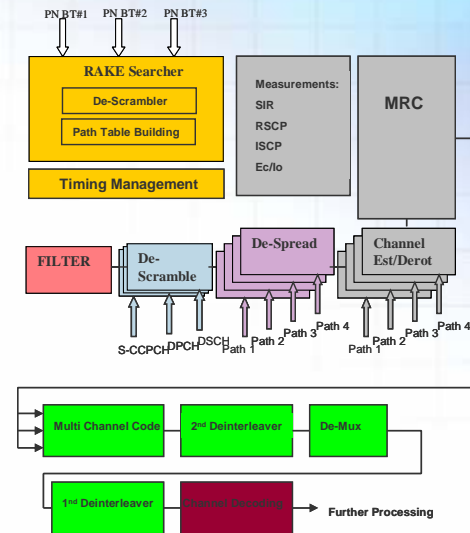 PN BT#1 PN BT#2 PN BT#3
RAKE Searcher
De-Scrambler
Path Table Building
Timing Management
Measurements:
SIR
RSCP
ISCP
Ec/Io
MRC
FILTER
De-
Scramble
De-Spread
Channel
Est/Derot
S-CCPCH
DPCH
DSCH
Path 1
Path 2
Path 3
Path 4
Path 1
Path 2
Path 3
Path 4
Multi Channel Code
2nd Deinterleaver
De-Mux
1st Deinterleaver
Channel Decoding
Further Processing